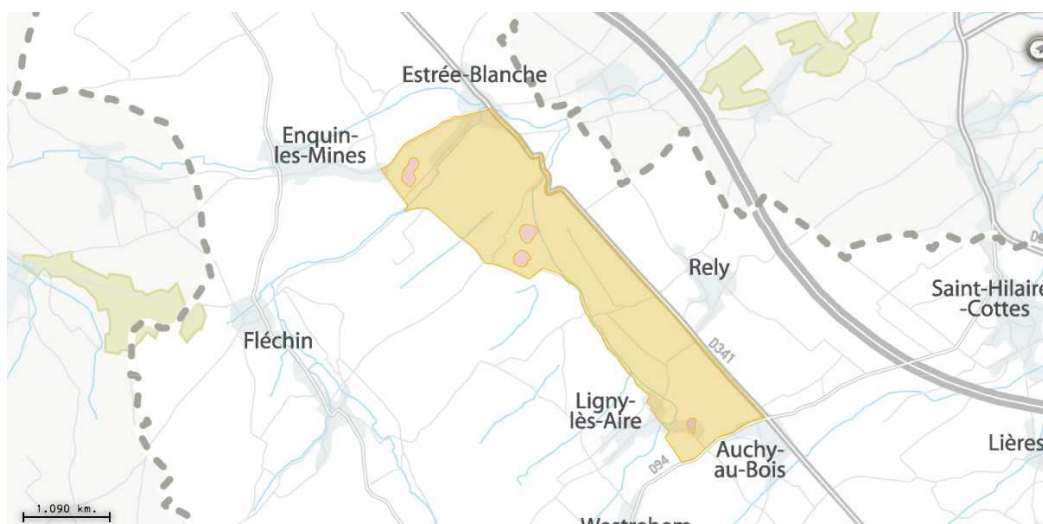 Estrée-Blanche
Enquin-
les-Mines
Rely
Saint-Hilaire
-Cottes
Fléchin
D341
Ligny-
lès-Aire
Auchy-
au-Bois
Lières
D94
1.090 km.